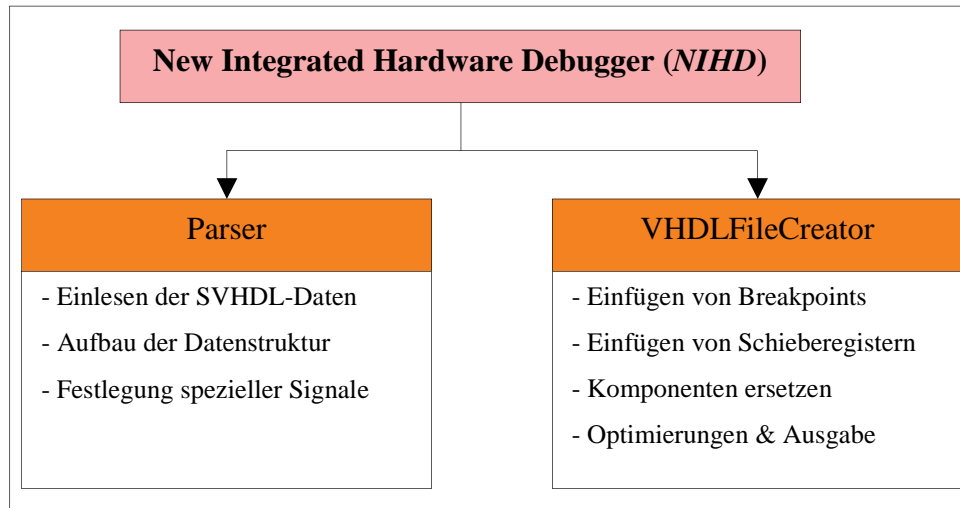 New Integrated Hardware Debugger (NIHD)
Parser
- Einlesen der SVHDL-Daten
- Aufbau der Datenstruktur
- Festlegung spezieller Signale
VHDLFileCreator
- Einfügen von Breakpoints
- Einfügen von Schieberegistern
- Komponenten ersetzen
- Optimierungen & Ausgabe